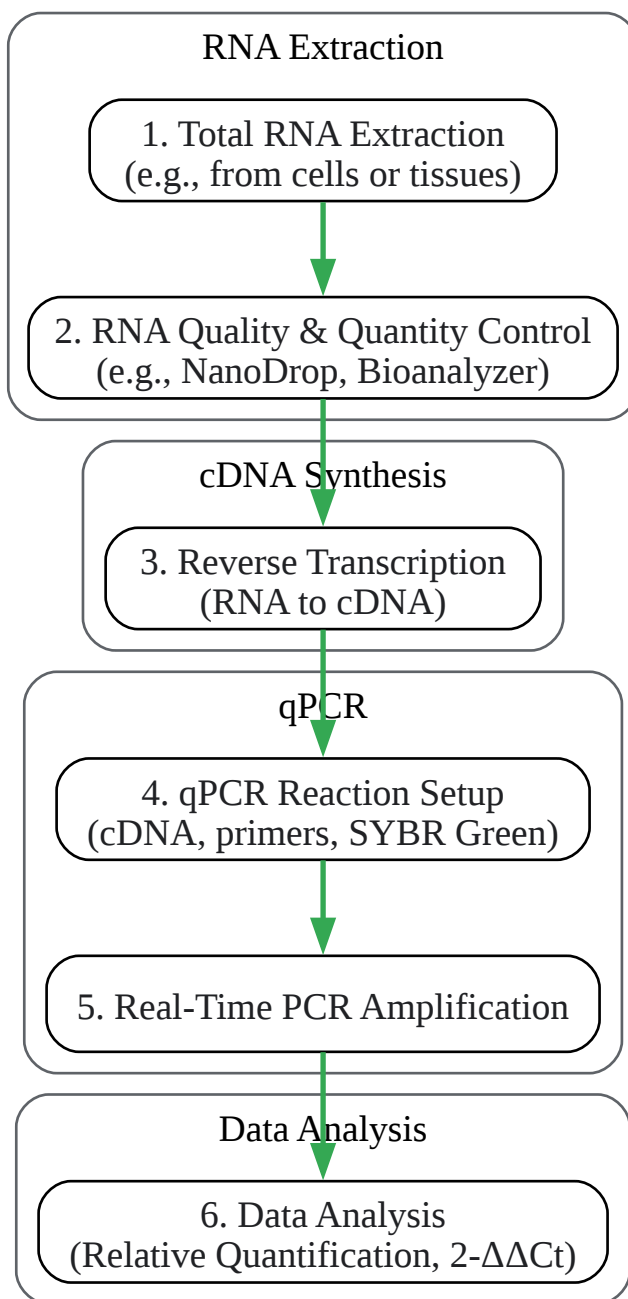 RNA Extraction
1. Total RNA Extraction
(e.g., from cells or tissues)
2. RNA Quality & Quantity Control
(e.g., NanoDrop, Bioanalyzer)
cDNA Synthesis
3. Reverse Transcription
(RNA to cDNA)
qPCR
4. qPCR Reaction Setup
(cDNA, primers, SYBR Green)
5. Real-Time PCR Amplification
Data Analysis
6. Data Analysis
(Relative Quantification, 2-ΔΔCt)